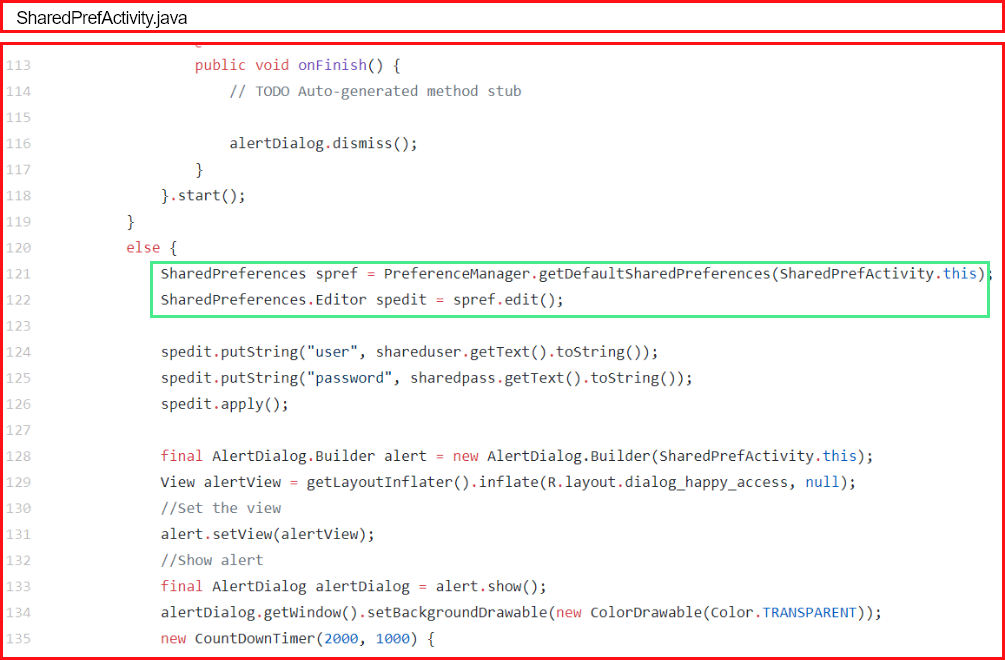 SharedPrefActivity.java
113 public void onFinish() {
114 // TODO Auto-generated method stub
115
116 alertDialog.dismiss();
117 }
118 }.start();
119 }
120 else {
121 SharedPreferences spref = PreferenceManager.getDefaultSharedPreferences(SharedPrefActivity.this);
122 SharedPreferences.Editor spedit = spref.edit();
123
124 spedit.putString("user", shareduser.getText().toString());
125 spedit.putString("password", sharedpass.getText().toString());
126 spedit.apply();
127
128 final AlertDialog.Builder alert = new AlertDialog.Builder(SharedPrefActivity.this);
129 View alertView = getLayoutInflater().inflate(R.layout.dialog_happy_access, null);
130 //Set the view
131 alert.setView(alertView);
132 //Show alert
133 final AlertDialog alertDialog = alert.show();
134 alertDialog.getWindow().setBackgroundDrawable(new ColorDrawable(Color.TRANSPARENT));
135 new CountDownTimer(2000, 1000) {